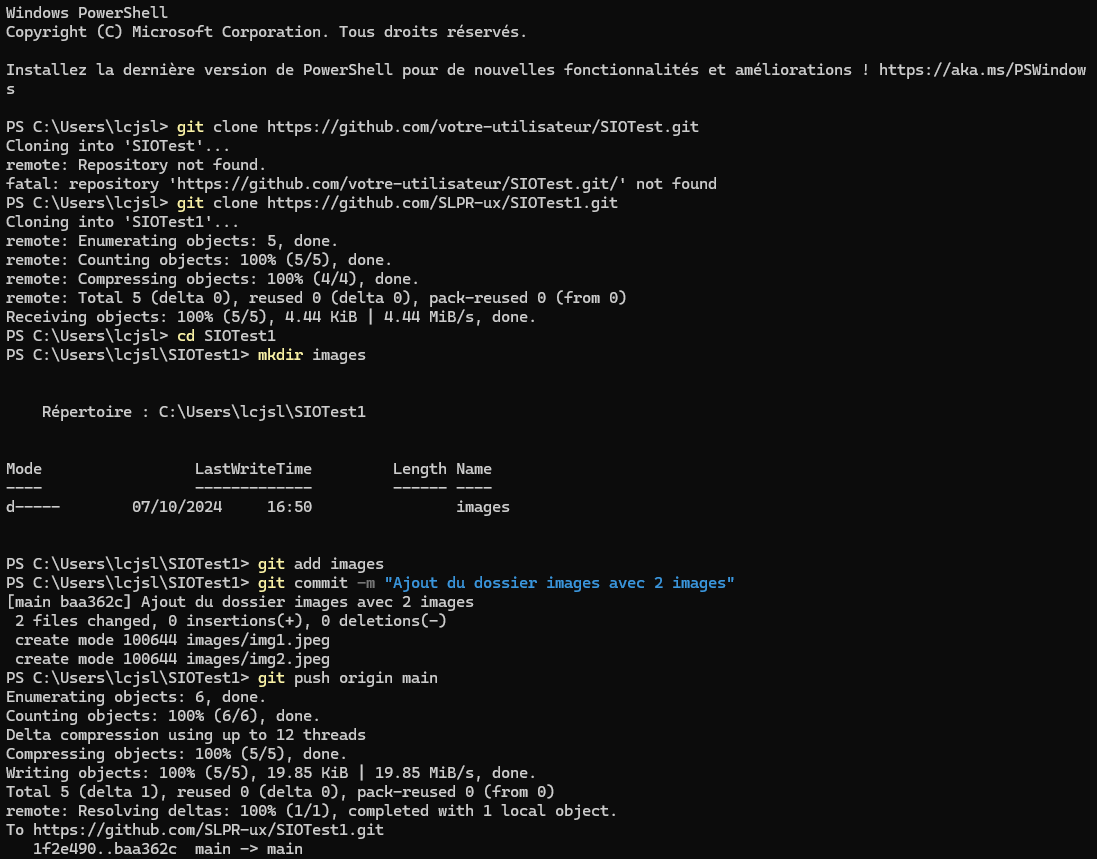 Windows PowerShell
Copyright (C) Microsoft Corporation. Tous droits réservés.
Installez la dernière version de PowerShell pour de nouvelles fonctionnalités et améliorations ! https://aka.ms/PSWindow
s
PS C:\Users\lcjsl> git clone https://github.com/votre-utilisateur/SIOTest.git
Cloning into 'SIOTest'...
remote: Repository not found.
fatal: repository 'https://github.com/votre-utilisateur/SIOTest.git/' not found
PS C:\Users\lcjsl> git clone https://github.com/SLPR-ux/SIOTest1.git
Cloning into 'SIOTest1'...
remote: Enumerating objects: 5, done.
remote: Counting objects: 100% (5/5), done.
remote: Compressing objects: 100% (4/4), done.
remote: Total 5 (delta 0), reused 0 (delta 0), pack-reused 0 (from 0)
Receiving objects: 100% (5/5), 4.44 KiB | 4.44 MiB/s, done.
PS C:\Users\lcjsl> cd SIOTest1
PS C:\Users\lcjsl\SIOTest1> mkdir images
    Répertoire : C:\Users\lcjsl\SIOTest1
Mode                 LastWriteTime         Length Name
----                 -------------         ------ ----
d-----        07/10/2024     16:50                images
PS C:\Users\lcjsl\SIOTest1> git add images
PS C:\Users\lcjsl\SIOTest1> git commit -m "Ajout du dossier images avec 2 images"
[main baa362c] Ajout du dossier images avec 2 images
 2 files changed, 0 insertions(+), 0 deletions(-)
 create mode 100644 images/img1.jpeg
 create mode 100644 images/img2.jpeg
PS C:\Users\lcjsl\SIOTest1> git push origin main
Enumerating objects: 6, done.
Counting objects: 100% (6/6), done.
Delta compression using up to 12 threads
Compressing objects: 100% (5/5), done.
Writing objects: 100% (5/5), 19.85 KiB | 19.85 MiB/s, done.
Total 5 (delta 1), reused 0 (delta 0), pack-reused 0 (from 0)
remote: Resolving deltas: 100% (1/1), completed with 1 local object.
To https://github.com/SLPR-ux/SIOTest1.git
   1f2e490..baa362c  main -> main